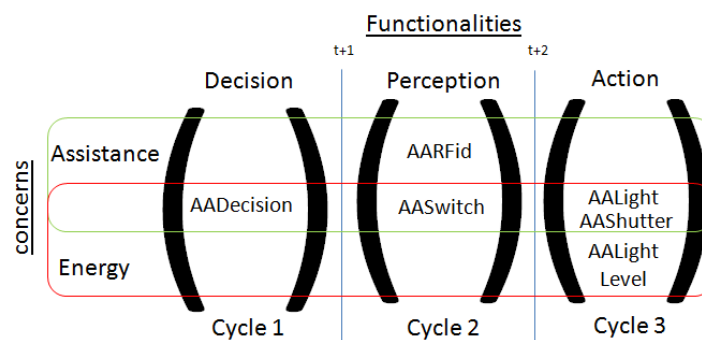 Functionalities
t+1
t+2
Decision
Perception
Action
concerns
Assistance
AARFid
AADecision
AASwitch
AALight
AAShutter
Energy
AALight
Level
Cycle 1
Cycle 2
Cycle 3